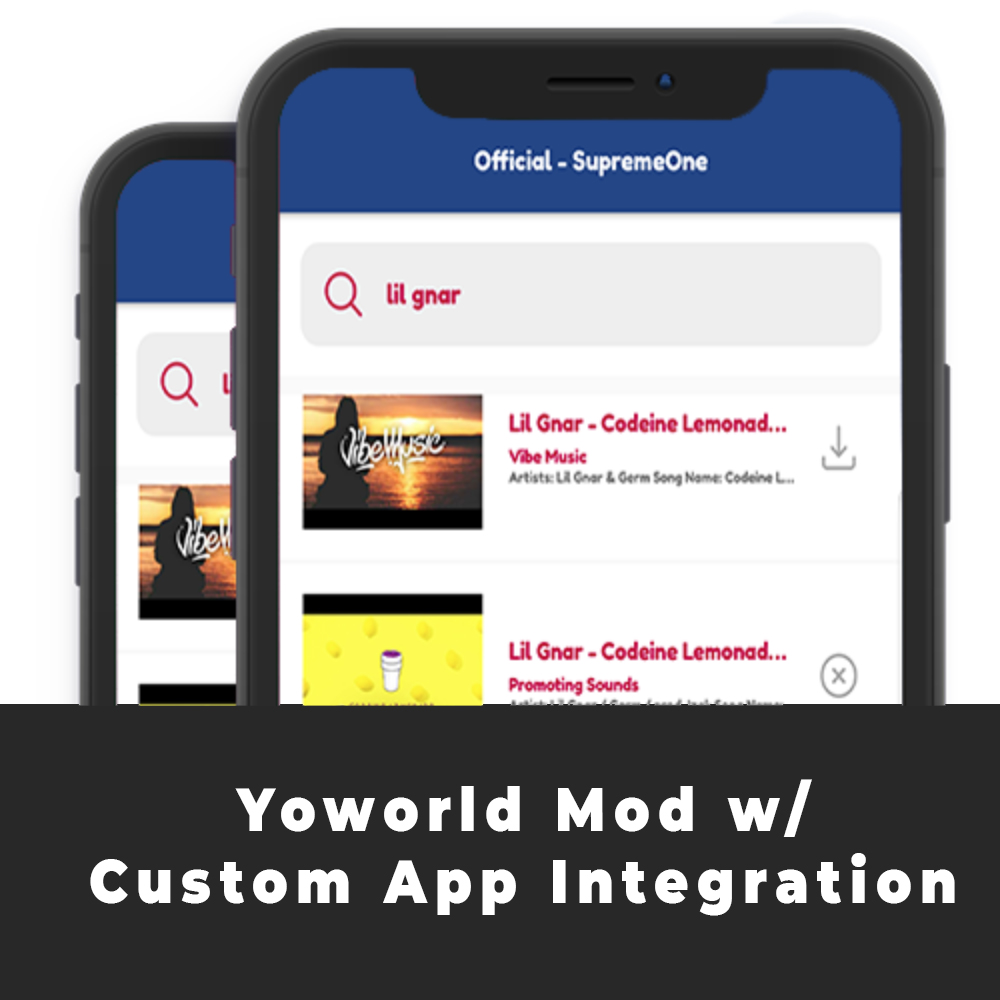 Official - SupremeOne
lil gnar
Lil Gnar - Codeine Lemonad...
Vibe Music
Artists: Lil Gnar & Germ Song Name: Codeine L...
VibeMusic
Lil Gnar - Codeine Lemonad...
Promoting Sounds
Yoworld Mod w/
Custom App Integration